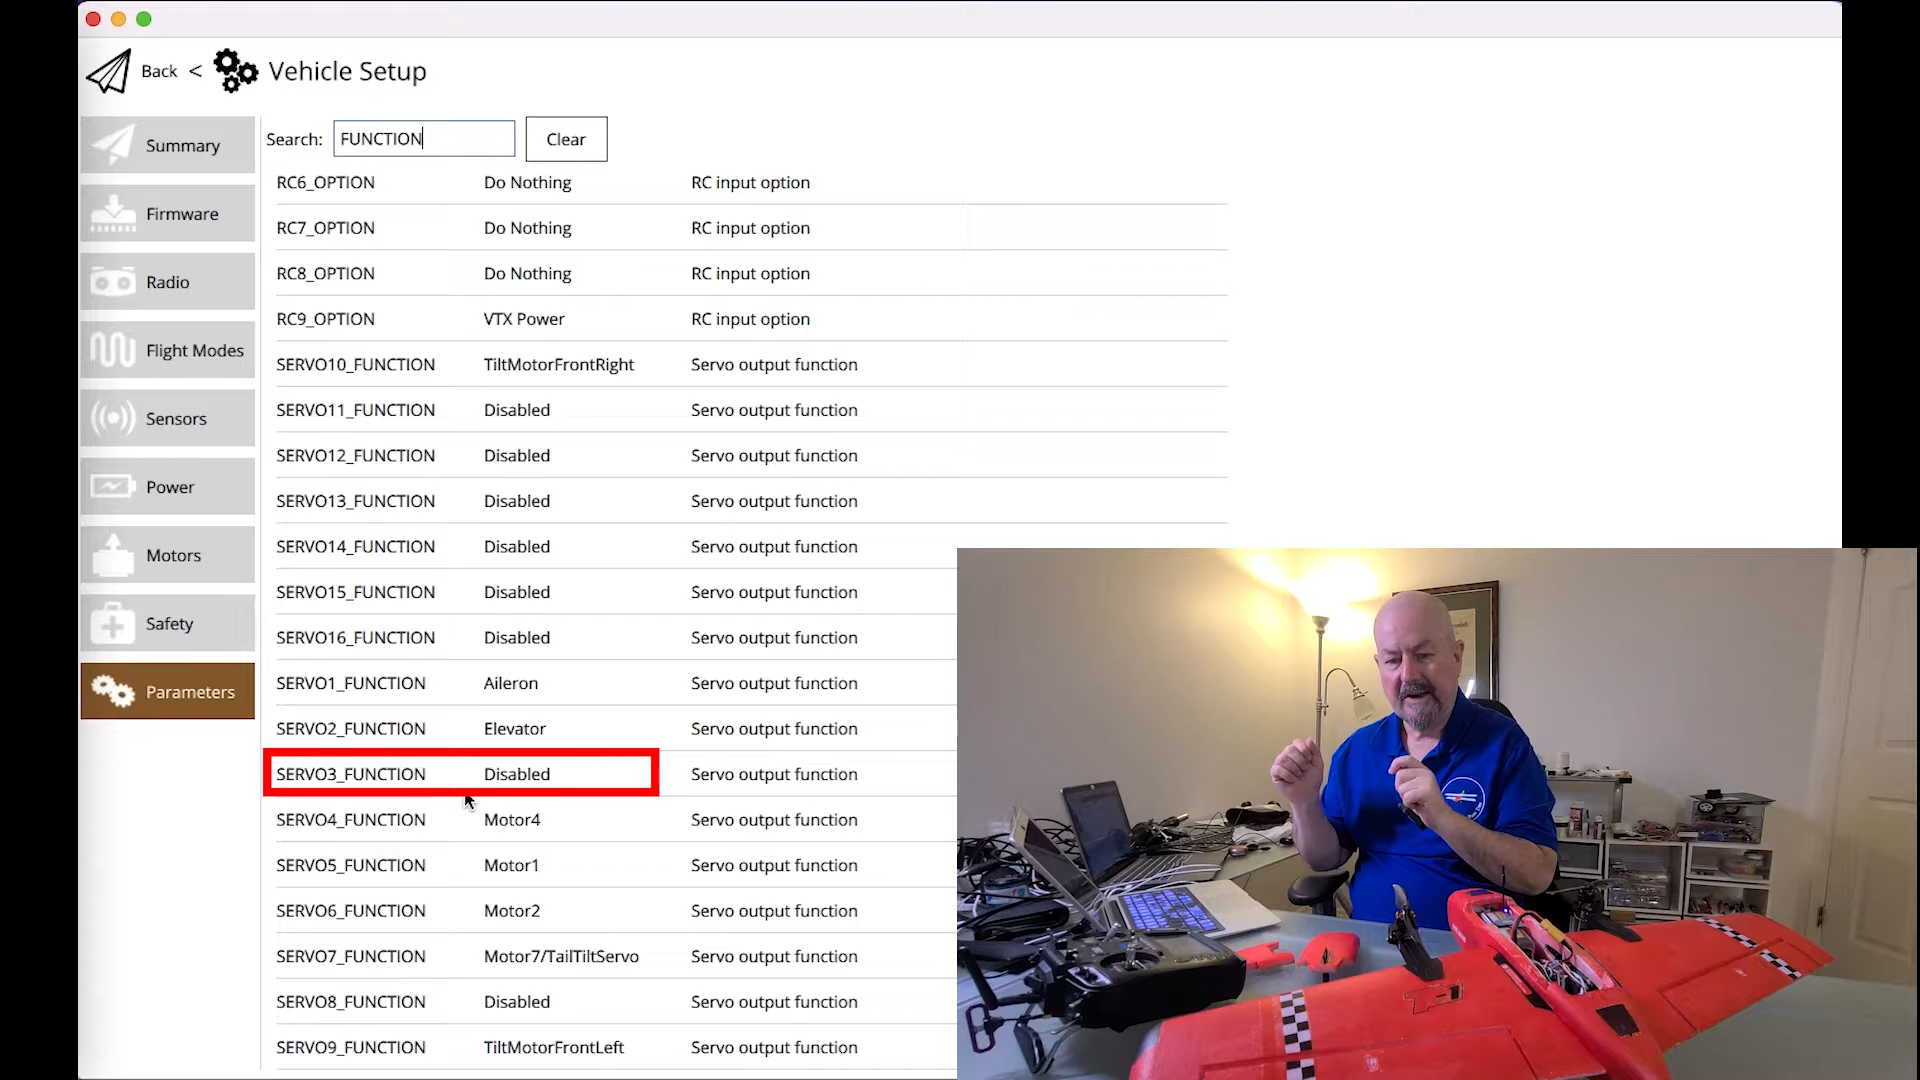 Back < Vehicle Setup
Summary
Firmware
Radio
Flight Modes
Sensors
Power
Motors
Safety
Parameters
Search: FUNCTION Clear
RC6_OPTION Do Nothing RC input option
RC7_OPTION Do Nothing RC input option
RC8_OPTION Do Nothing RC input option
RC9_OPTION VTX Power RC input option
SERVO10_FUNCTION TiltMotorFrontRight Servo output function
SERVO11_FUNCTION Disabled Servo output function
SERVO12_FUNCTION Disabled Servo output function
SERVO13_FUNCTION Disabled Servo output function
SERVO14_FUNCTION Disabled Servo output function
SERVO15_FUNCTION Disabled Servo output function
SERVO16_FUNCTION Disabled Servo output function
SERVO1_FUNCTION Aileron Servo output function
SERVO2_FUNCTION Elevator Servo output function
SERVO3_FUNCTION Disabled Servo output function
SERVO4_FUNCTION Motor4 Servo output function
SERVO5_FUNCTION Motor1 Servo output function
SERVO6_FUNCTION Motor2 Servo output function
SERVO7_FUNCTION Motor7/TailTiltServo Servo output function
SERVO8_FUNCTION Disabled Servo output function
SERVO9_FUNCTION TiltMotorFrontLeft Servo output function